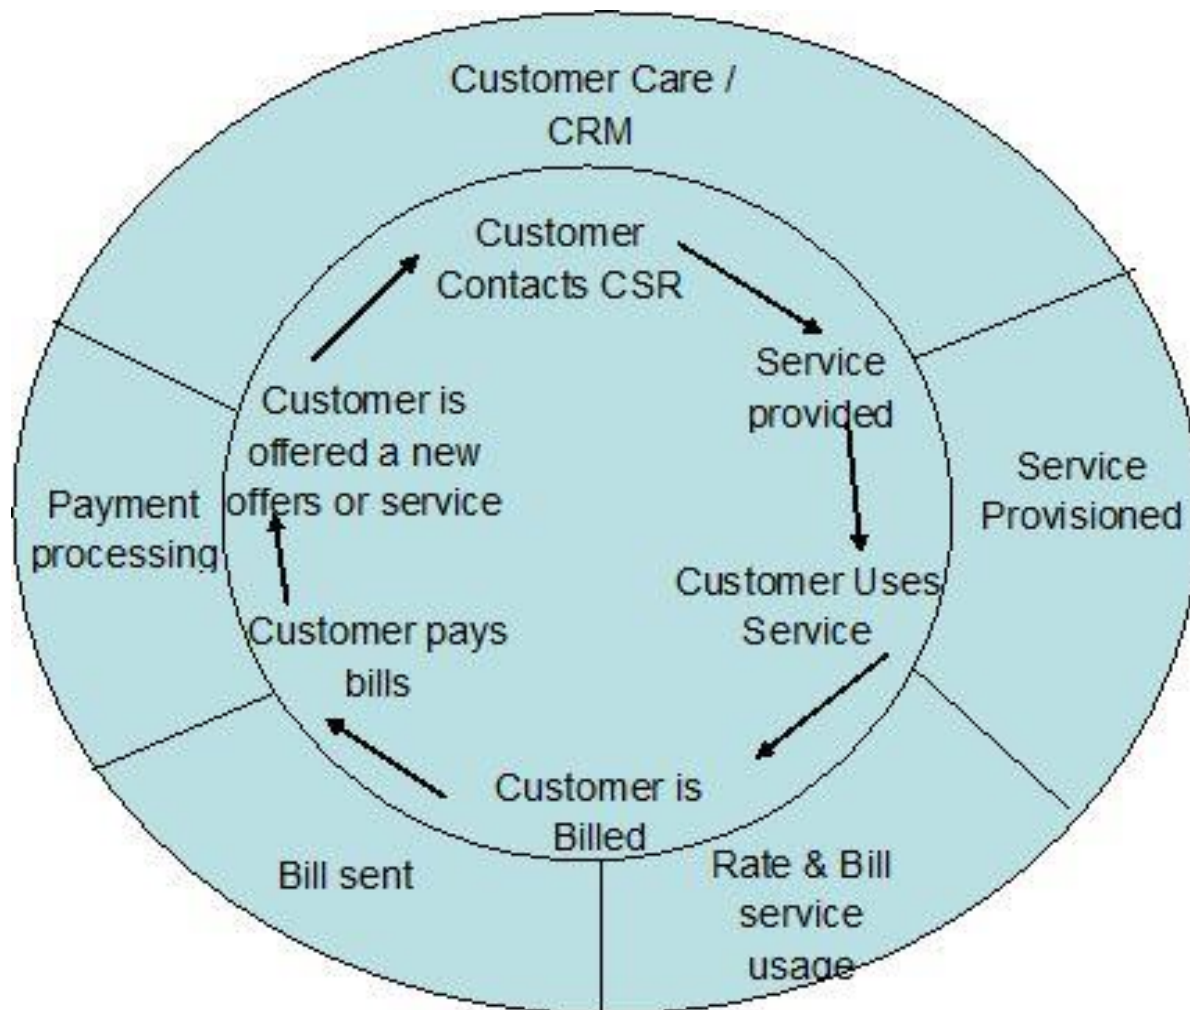 Customer Care /
CRM
Customer
Contacts CSR
Service
provided
Service
Provisioned
Customer Uses
Service
Customer is
Billed
Rate & Bill
service
usage
Bill sent
Customer pays
bills
Payment
processing
Customer is
offered a new
offers or service